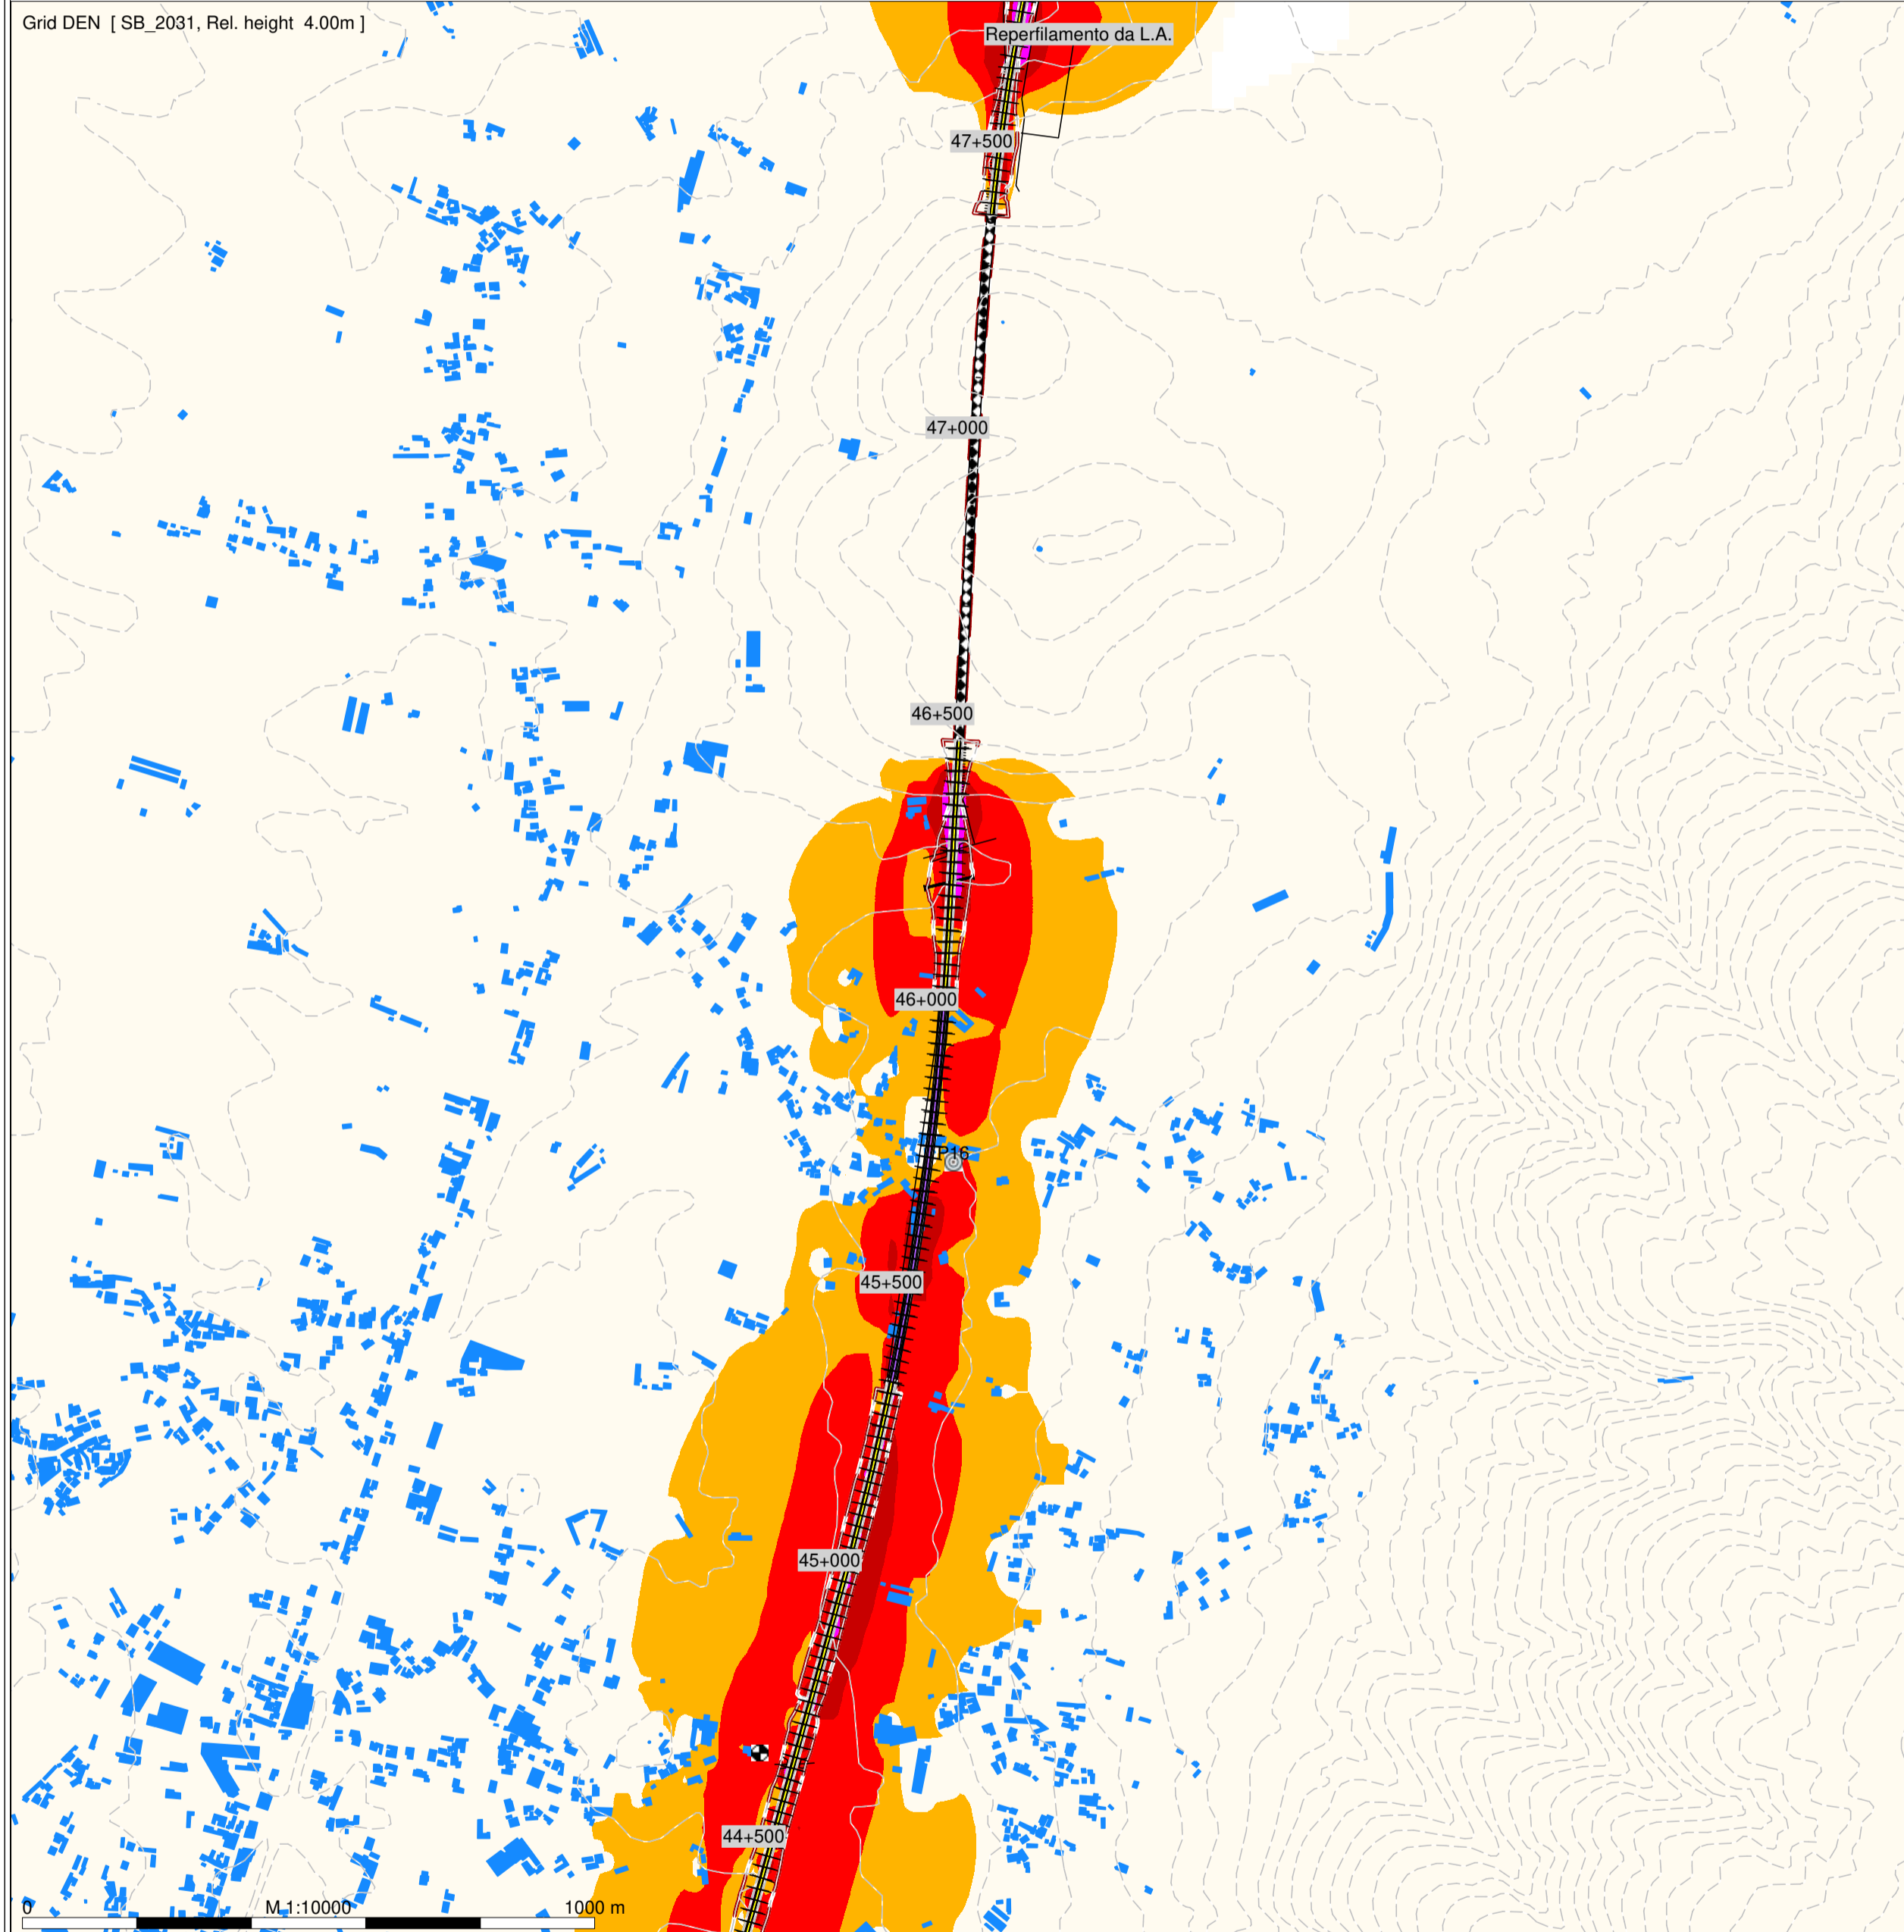 Grid DEN [ SB_2031, Rel. height 4.00m ]
Reperfilamento da L.A.
47+500
47+000
46+500
46+000
P16
45+500
45+000
44+500
0 M 1:10000 1000 m